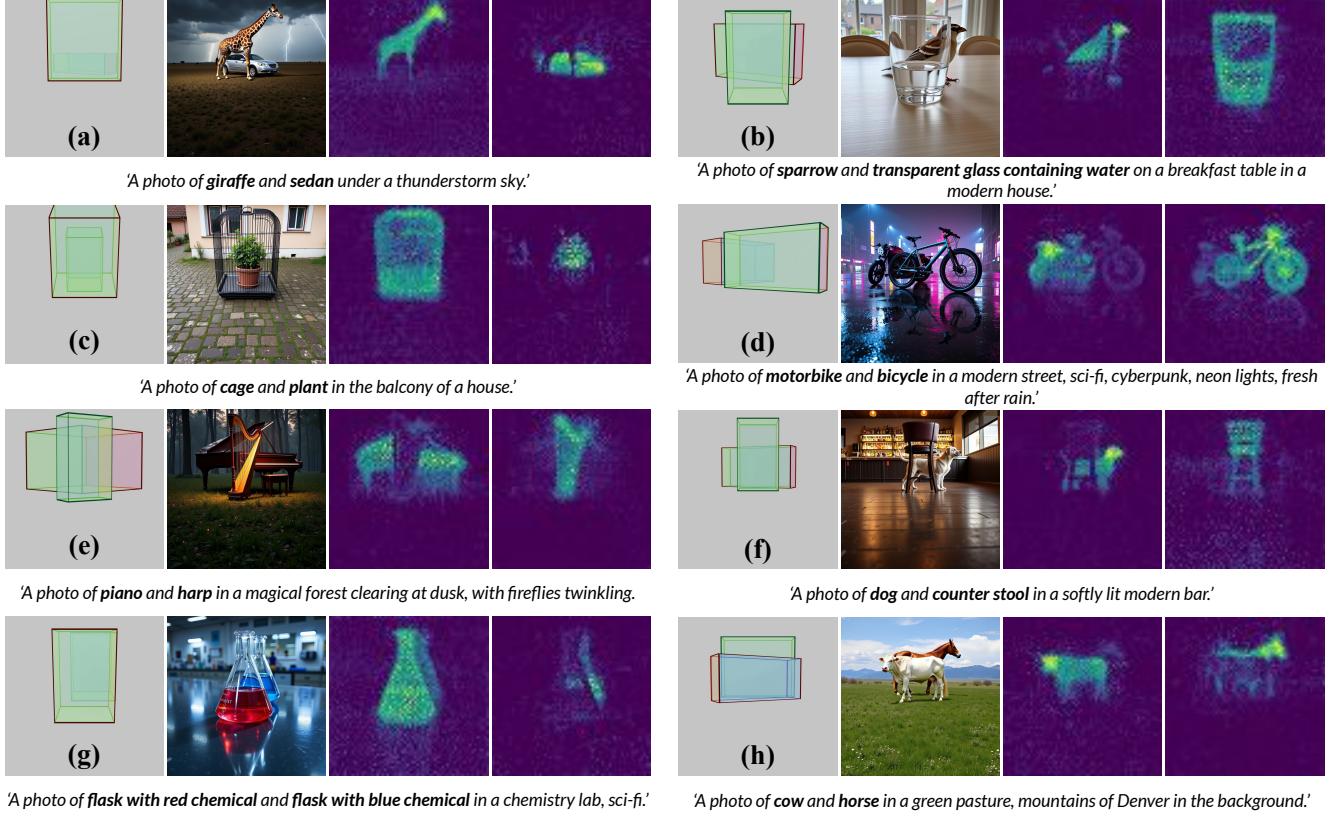 (a)
(b)
'A photo of giraffe and sedan under a thunderstorm sky.'
'A photo of sparrow and transparent glass containing water on a breakfast table in a
modern house.'
(c)
(d)
'A photo of cage and plant in the balcony of a house.'
'A photo of motorbike and bicycle in a modern street, sci-fi, cyberpunk, neon lights, fresh
after rain.'
(e)
(f)
'A photo of piano and harp in a magical forest clearing at dusk, with fireflies twinkling.
'A photo of dog and counter stool in a softly lit modern bar.'
(g)
(h)
'A photo of flask with red chemical and flask with blue chemical in a chemistry lab, sci-fi.'
'A photo of cow and horse in a green pasture, mountains of Denver in the background.'